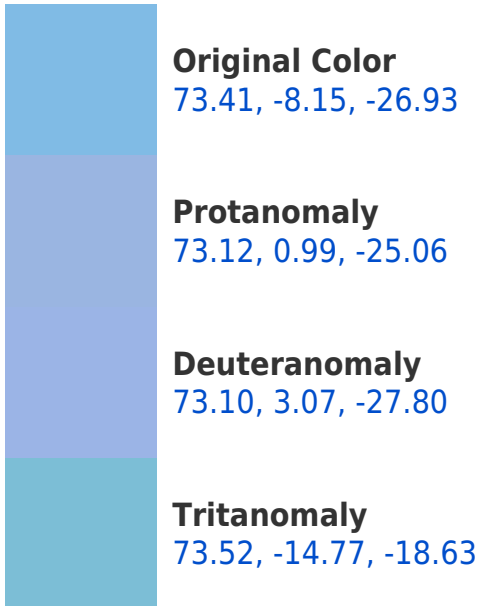 Original Color
73.41, -8.15, -26.93
Protanomaly
73.12, 0.99, -25.06
Deuteranomaly
73.10, 3.07, -27.80
Tritanomaly
73.52, -14.77, -18.63